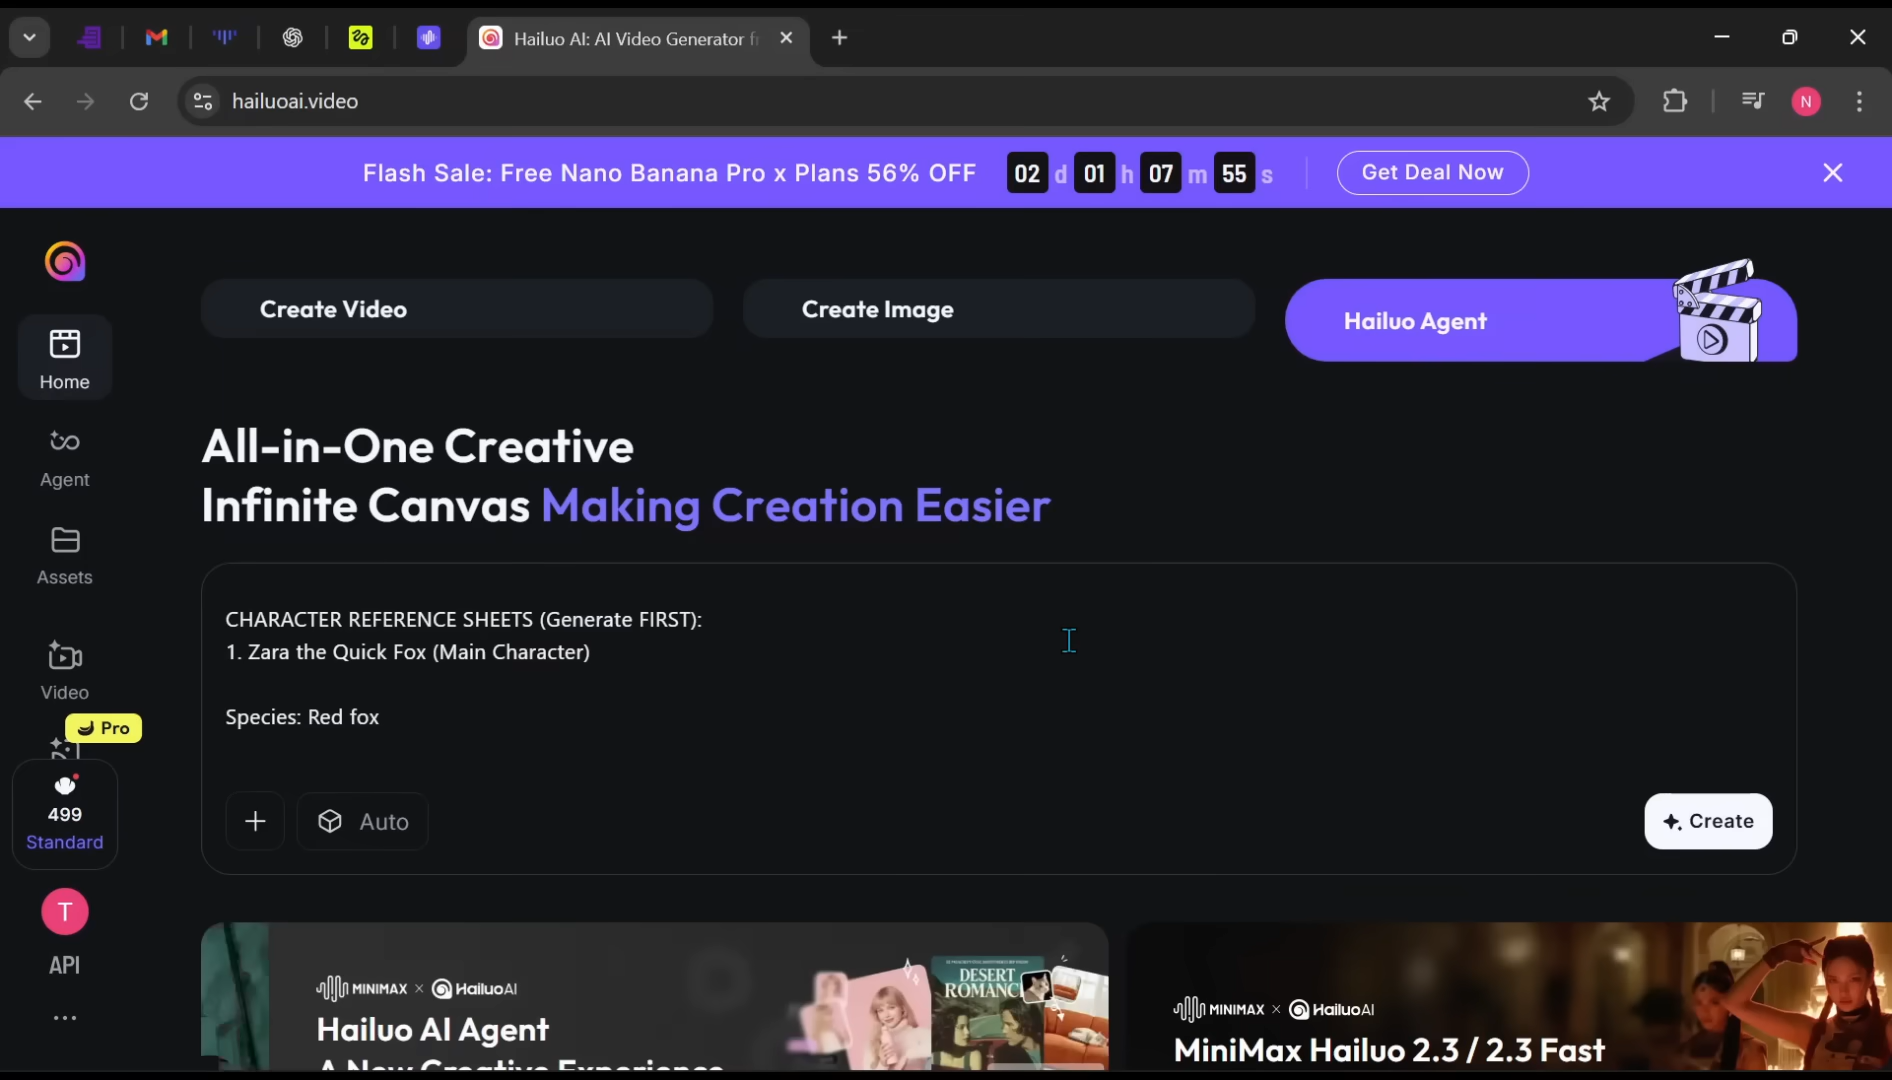 Hailuo AI: AI Video Generator f
hailuoai.video
N
Flash Sale: Free Nano Banana Pro x Plans 56% OFF 02 d 01 h 07 m 55 s Get Deal Now
Create Video
Create Image
Hailuo Agent
Home
Agent
Assets
Video
Pro
499
Standard
T
API
All-in-One Creative
Infinite Canvas Making Creation Easier
CHARACTER REFERENCE SHEETS (Generate FIRST):
1. Zara the Quick Fox (Main Character)
Species: Red fox
Auto
Create
MINIMAX × HailuoAI
Hailuo AI Agent
A New Creative Experience
DESERT
ROMANC
MINIMAX × HailuoAI
MiniMax Hailuo 2.3 / 2.3 Fast